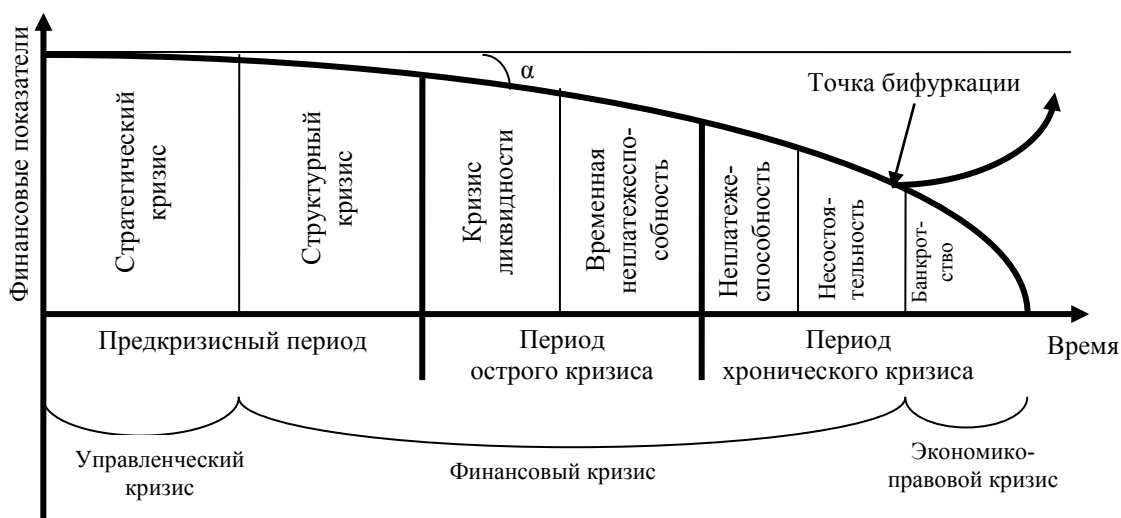 Финансовые показатели
α
Точка бифуркации
Стратегический
кризис
Структурный
кризис
Кризис
ликвидности
Временная
неплатежеспо-
собность
Неплатеже-
способность
Несостоя-
тельность
Банкрот-
ство
Предкризисный период
Период
острого кризиса
Период
хронического кризиса
Время
Управленческий
кризис
Финансовый кризис
Экономико-
правовой кризис